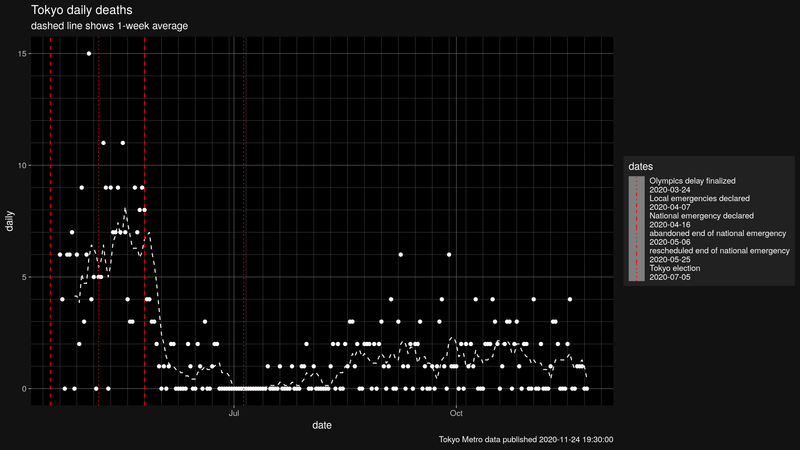 Tokyo daily deaths
dashed line shows 1-week average
15
10
5
0
daily
Jul
Oct
date
Tokyo Metro data published 2020-11-24 19:30:00
dates
Olympics delay finalized
2020-03-24
Local emergencies declared
2020-04-07
National emergency declared
2020-04-16
abandoned end of national emergency
2020-05-06
rescheduled end of national emergency
2020-05-25
Tokyo election
2020-07-05